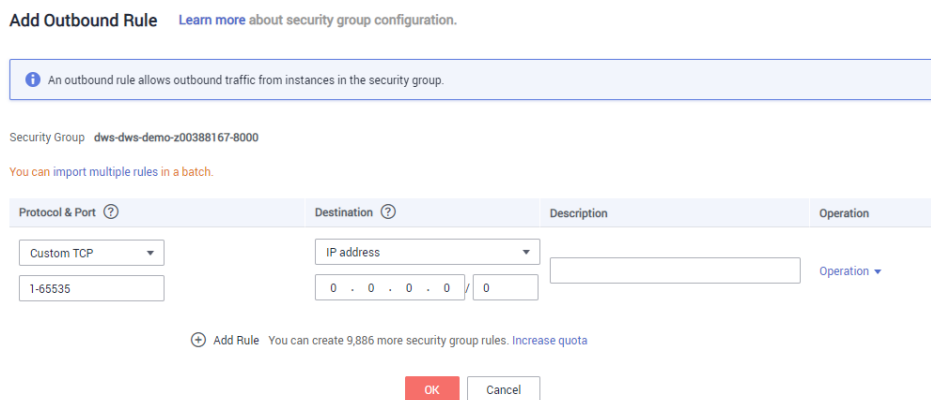 Add Outbound Rule Learn more about security group configuration.
An outbound rule allows outbound traffic from instances in the security group.
Security Group dws-dws-demo-z00388167-8000
You can import multiple rules in a batch.
Protocol & Port Destination Description Operation
Custom TCP IP address
Operation
1-65535 0 . 0 . 0 . 0 / 0
Add Rule You can create 9,886 more security group rules. Increase quota
OK Cancel